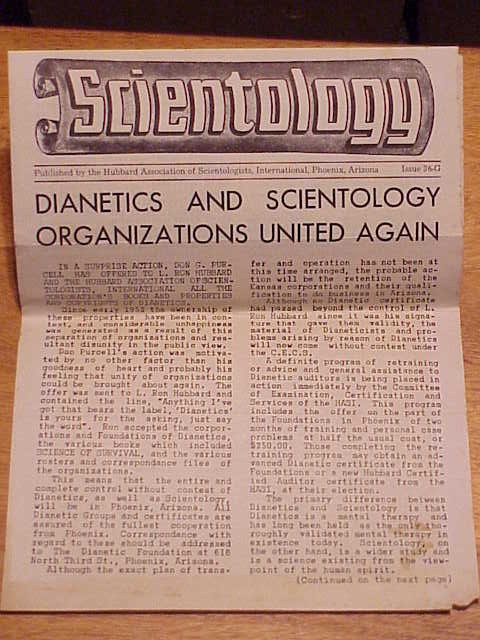 Scientology
Published by the Hubbard Association of Scientologists, International, Phoenix, Arizona Issue 36-G
DIANETICS AND SCIENTOLOGY
ORGANIZATIONS UNITED AGAIN
IN A SURPRISE ACTION, DON G. PUR-
CELL HAS OFFERED TO L. RON HUBBARD
AND THE HUBBARD ASSOCIATION OF SCIEN-
TOLOGISTS, INTERNATIONAL ALL THE
CORPORATION'S BOOKS AND PROPERTIES
AND COPYRIGHTS OF DIANETICS.
Since early 1952 the ownership of
these properties have been in con-
test, and considerable unhappiness
was generated as a result of this
separation of organizations and res-
ultant disunity in the public view.
Don Purcell's action was motiva-
ted by no other factor than his
goodness of heart and probably his
feeling that unity of organizations
could be brought about again. The
offer was sent to L. Ron Hubbard and
contained the line, "Anything I've
got that bears the label, 'Dianetics'
is yours for the asking, just say
the word". Ron accepted the corpor-
ations and Foundations of Dianetics,
the various books which included
SCIENCE OF SURVIVAL, and the various
rosters and correspondance files of
the organizations.
This means that the entire and
complete control without contest of
Dianetics, as well as Scientology,
will be in Phoenix, Arizona. All
Dianetic Groups and certificates are
assured of the fullest cooperation
from Phoenix. Correspondance with
regard to these should be addressed
to The Dianetic Foundation at 616
North Third St., Phoenix, Arizona.
Although the exact plan of trans-
fer and operation has not been at
this time arranged, the probable ac-
tion will be the retention of the
Kansas corporations and their quali-
fication to do business in Arizona.
Although no Dianetic certificate
had passed beyond the control of L.
Ron Hubbard since it was his signa-
ture that gave them validity, the
material of Dianeticists and pro-
blems arising by reason of Dianetics
will now come without contest under
the C.E.C.S.
A definite program of retraining
or advice and general assistance to
Dianetic auditors is being placed in
action immediately by the Committee
of Examination, Certification and
Services of the HASI. This program
includes the offer on the part of
the Foundations in Phoenix of two
months of training and personal case
problems at half the usual cost, or
$350.00. Those completing the re-
training program may obtain an ad-
vanced Dianetic certificate from the
Foundations or a new Hubbard Certif-
ied Auditor certificate from the
HASI, at their election.
The primary difference between
Dianetics and Scientology is that
Dianetics is a mental therapy and
has long been held as the only tho-
roughly validated mental therapy in
existence today. Scientology, on
the other hand, is a wider study and
is a science existing from the view-
point of the human spirit.
(Continued on the next page)